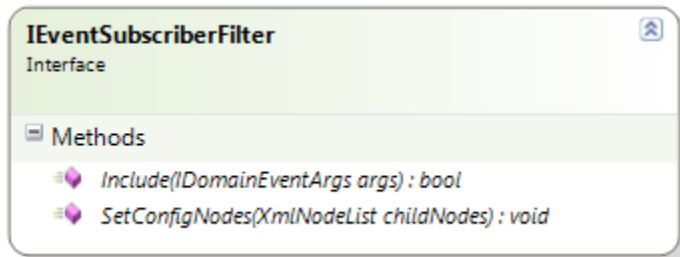 IEventSubscriberFilter
Interface
Methods
Include(IDomainEventArgs args) : bool
SetConfigNodes(XmlNodeList childNodes) : void